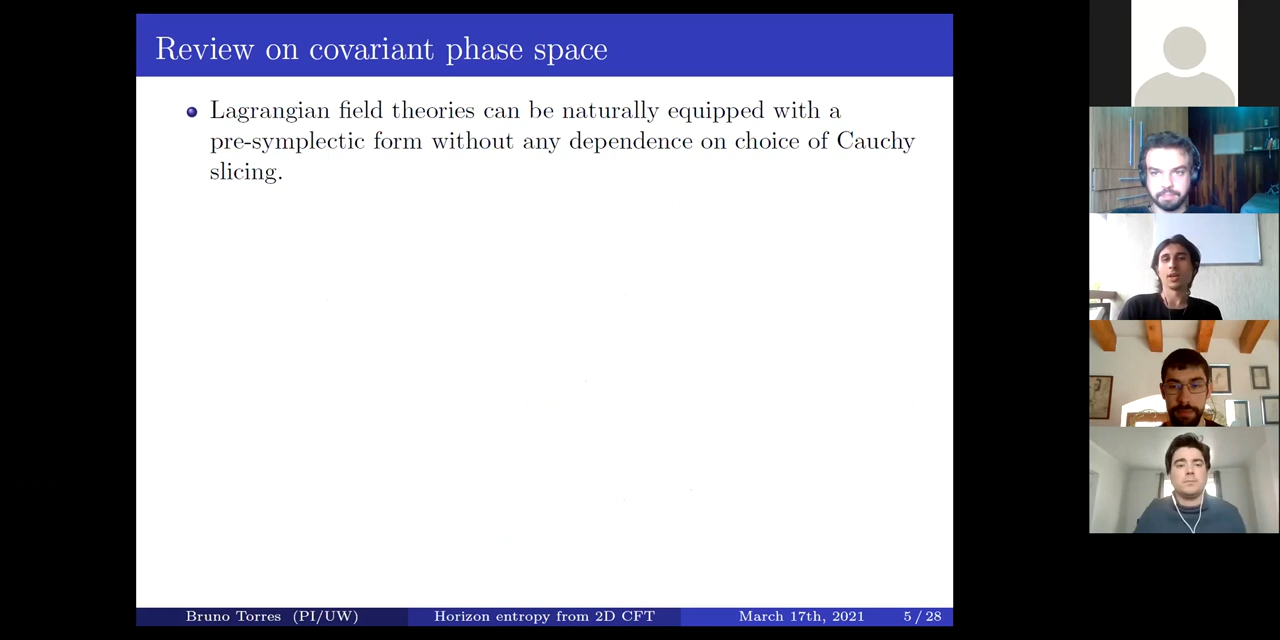 Review on covariant phase space
Lagrangian field theories can be naturally equipped with a
pre-symplectic form without any dependence on choice of Cauchy
slicing.
Bruno Torres (PI/UW) Horizon entropy from 2D CFT March 17th, 2021 5 / 28